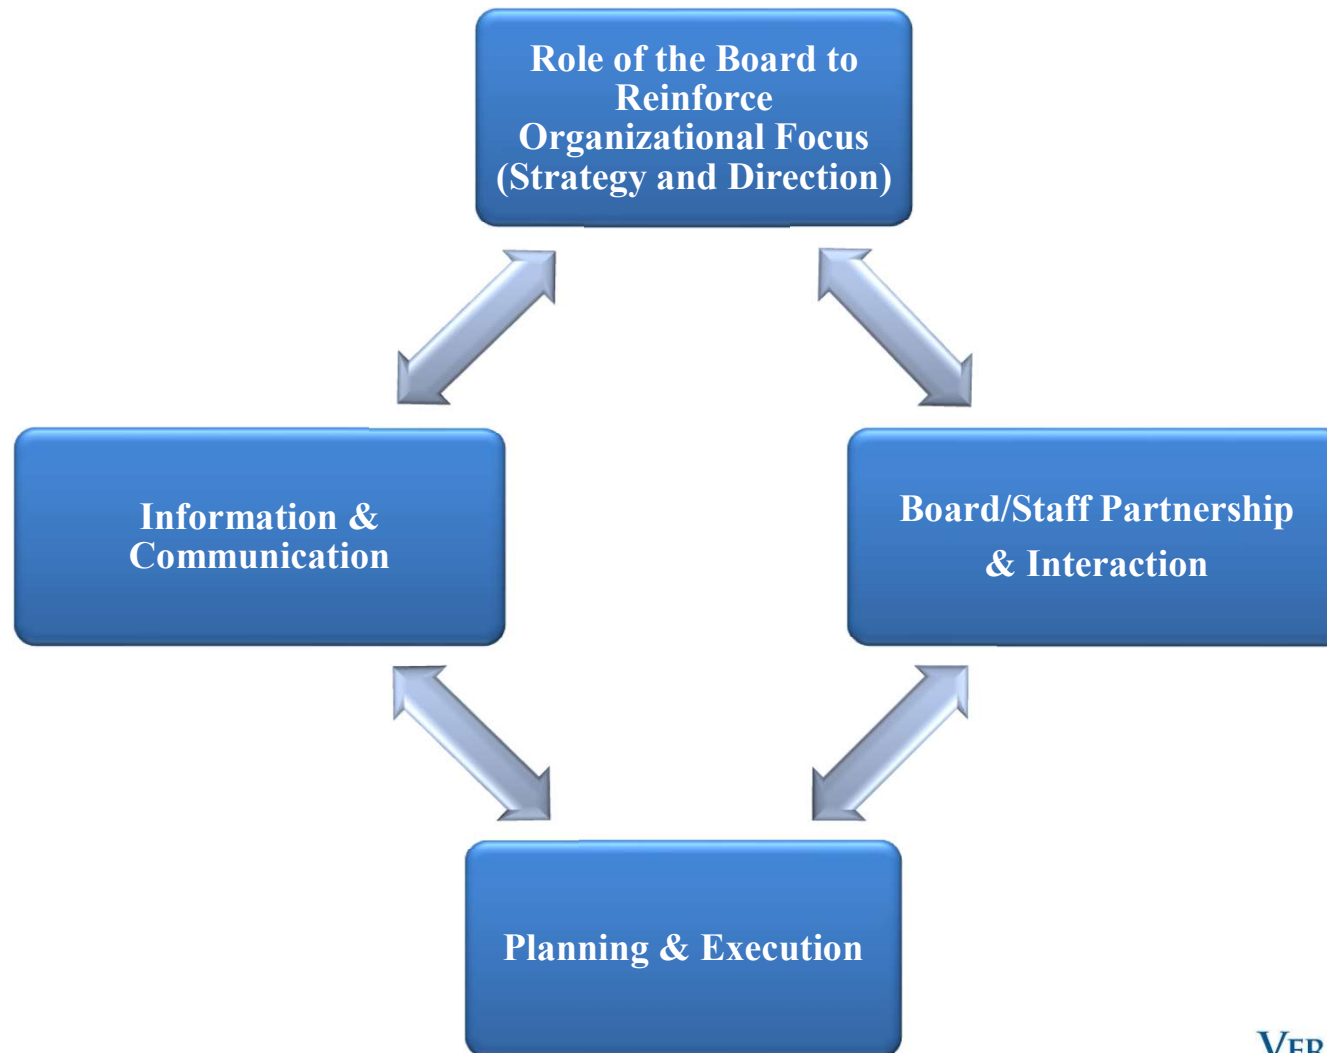 Role of the Board to
Reinforce
Organizational Focus
(Strategy and Direction)
Information &
Communication
Board/Staff Partnership
& Interaction
Planning & Execution